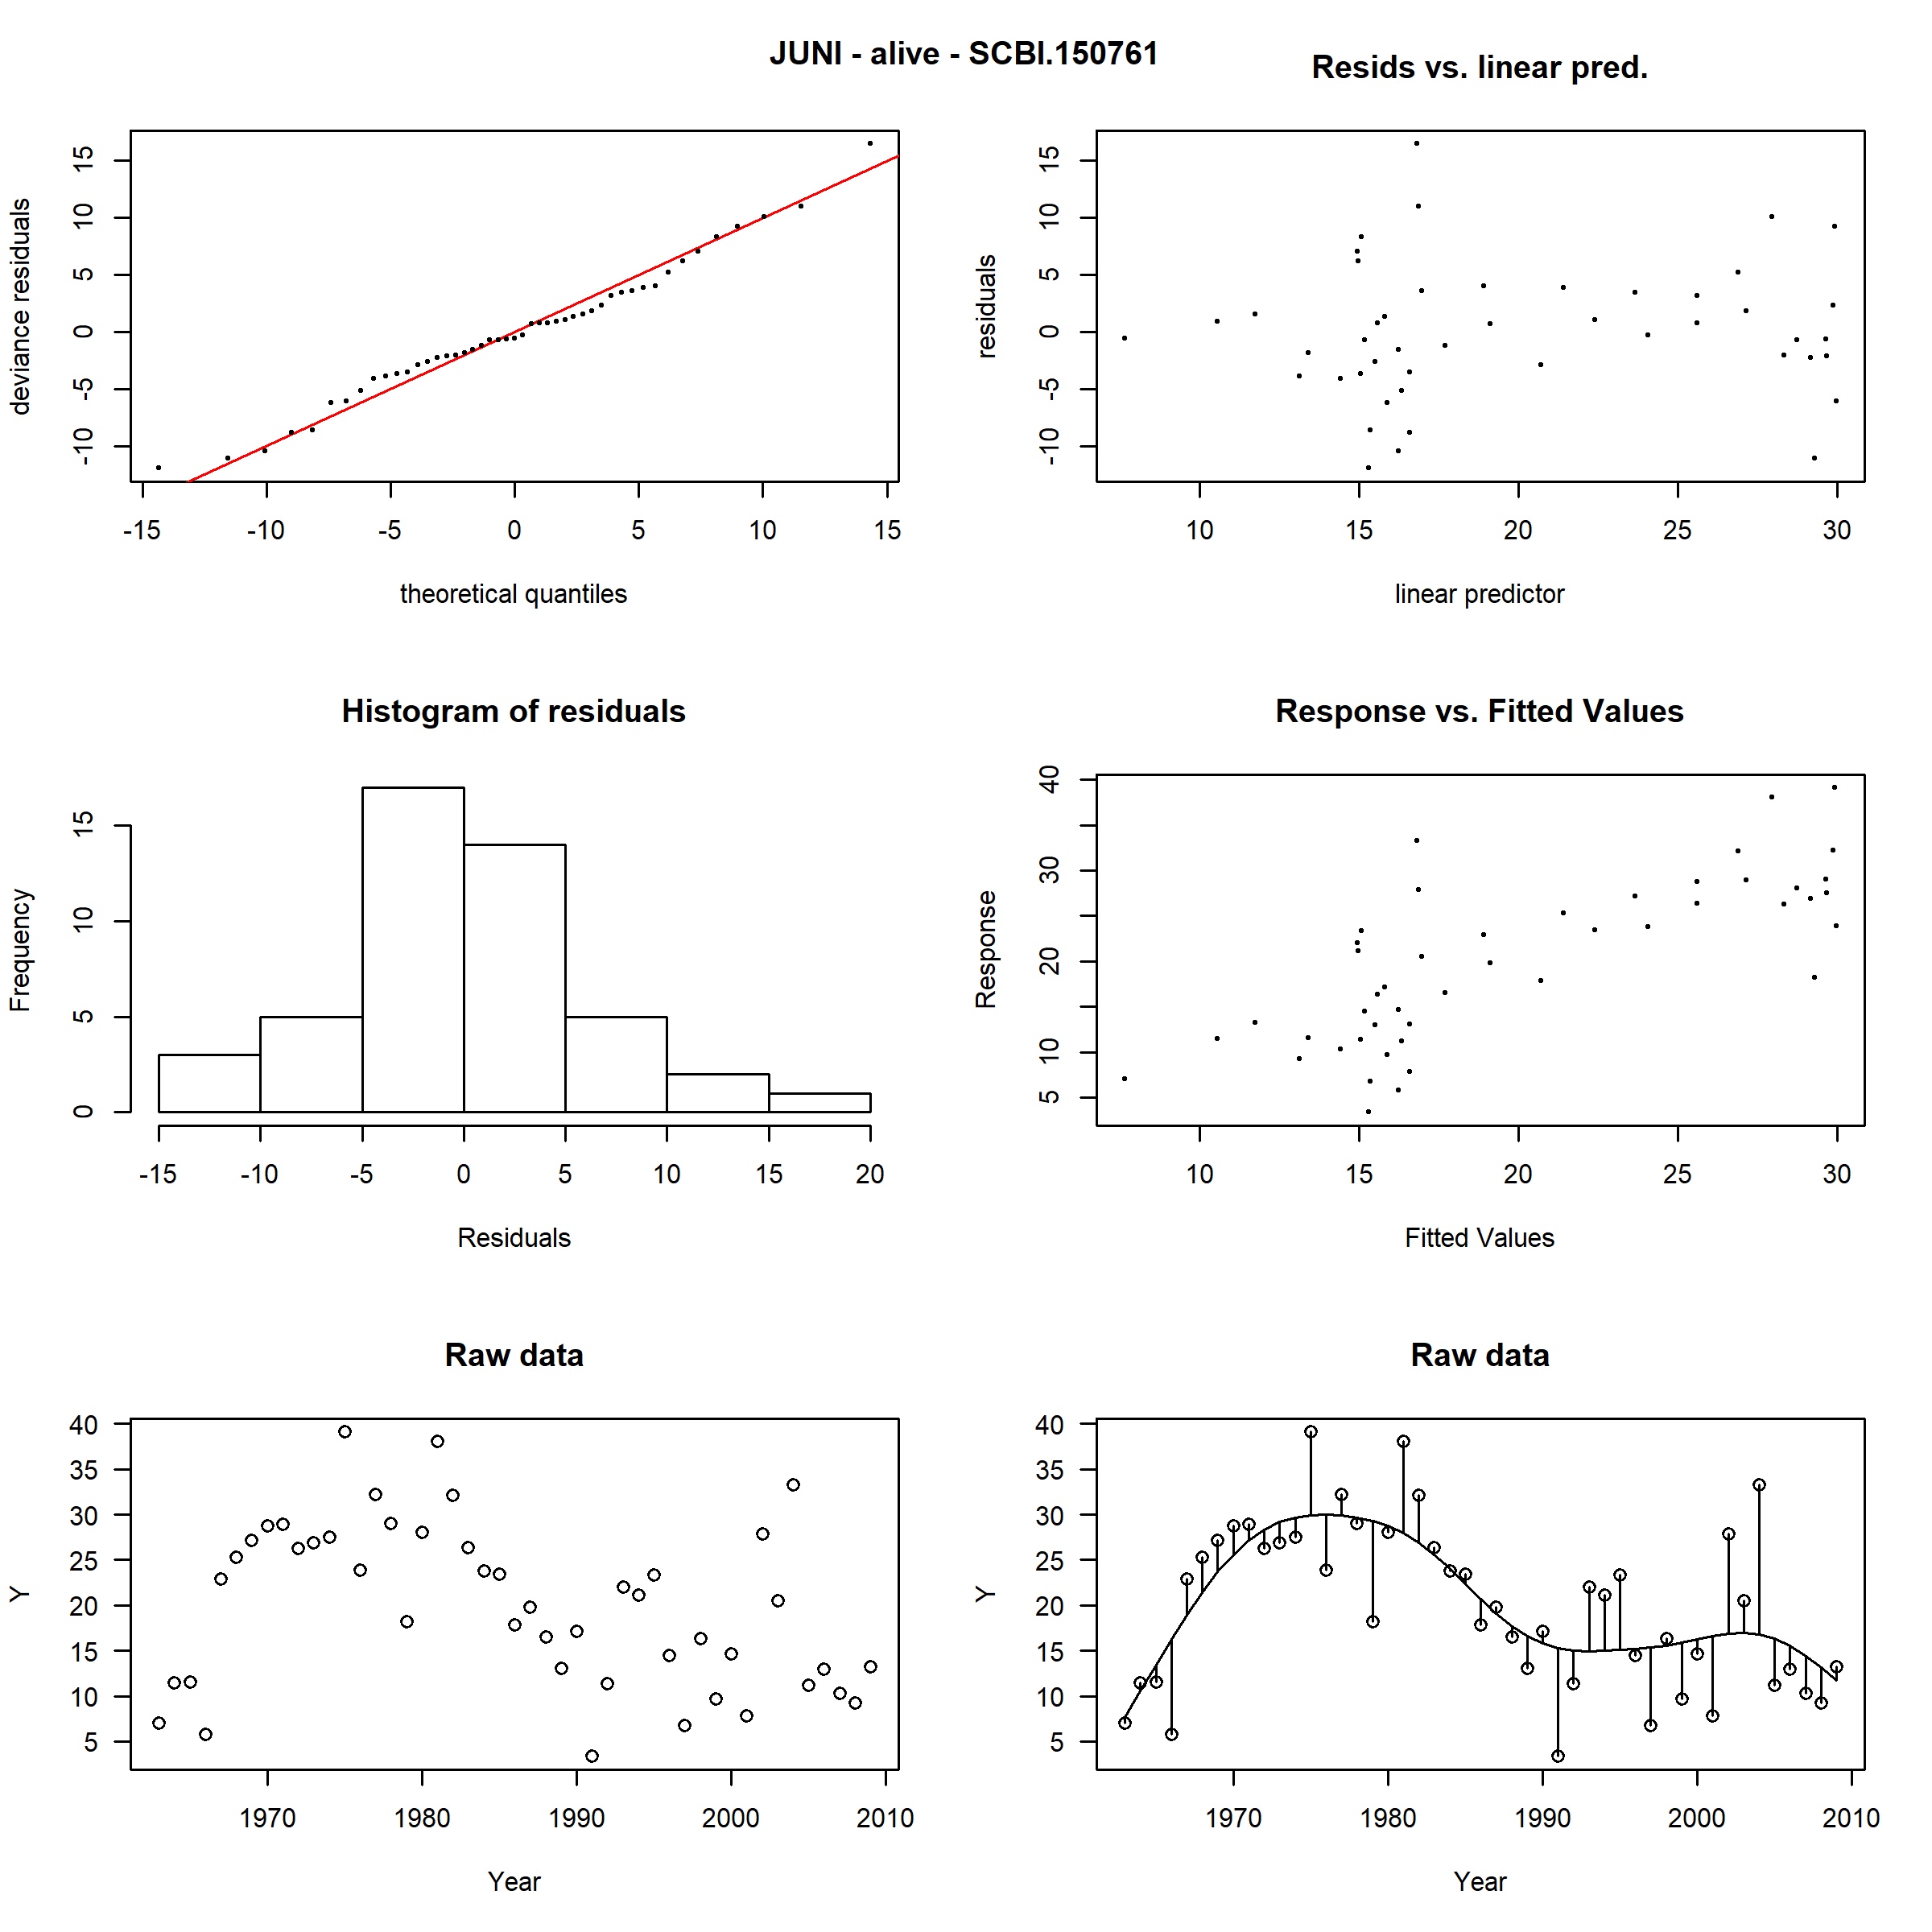 JUNI - alive - SCBI.150761
Resids vs. linear pred.
deviance residuals
-10 -5 0 5 10 15
-15 -10 -5 0 5 10 15
theoretical quantiles
residuals
-10 -5 0 5 10 15
10 15 20 25 30
linear predictor
Histogram of residuals
Frequency
0 5 10 15
-15 -10 -5 0 5 10 15 20
Residuals
Response vs. Fitted Values
Response
5 10 20 30 40
10 15 20 25 30
Fitted Values
Raw data
Y
40
35
30
25
20
15
10
5
1970 1980 1990 2000 2010
Year
Raw data
Y
40
35
30
25
20
15
10
5
1970 1980 1990 2000 2010
Year